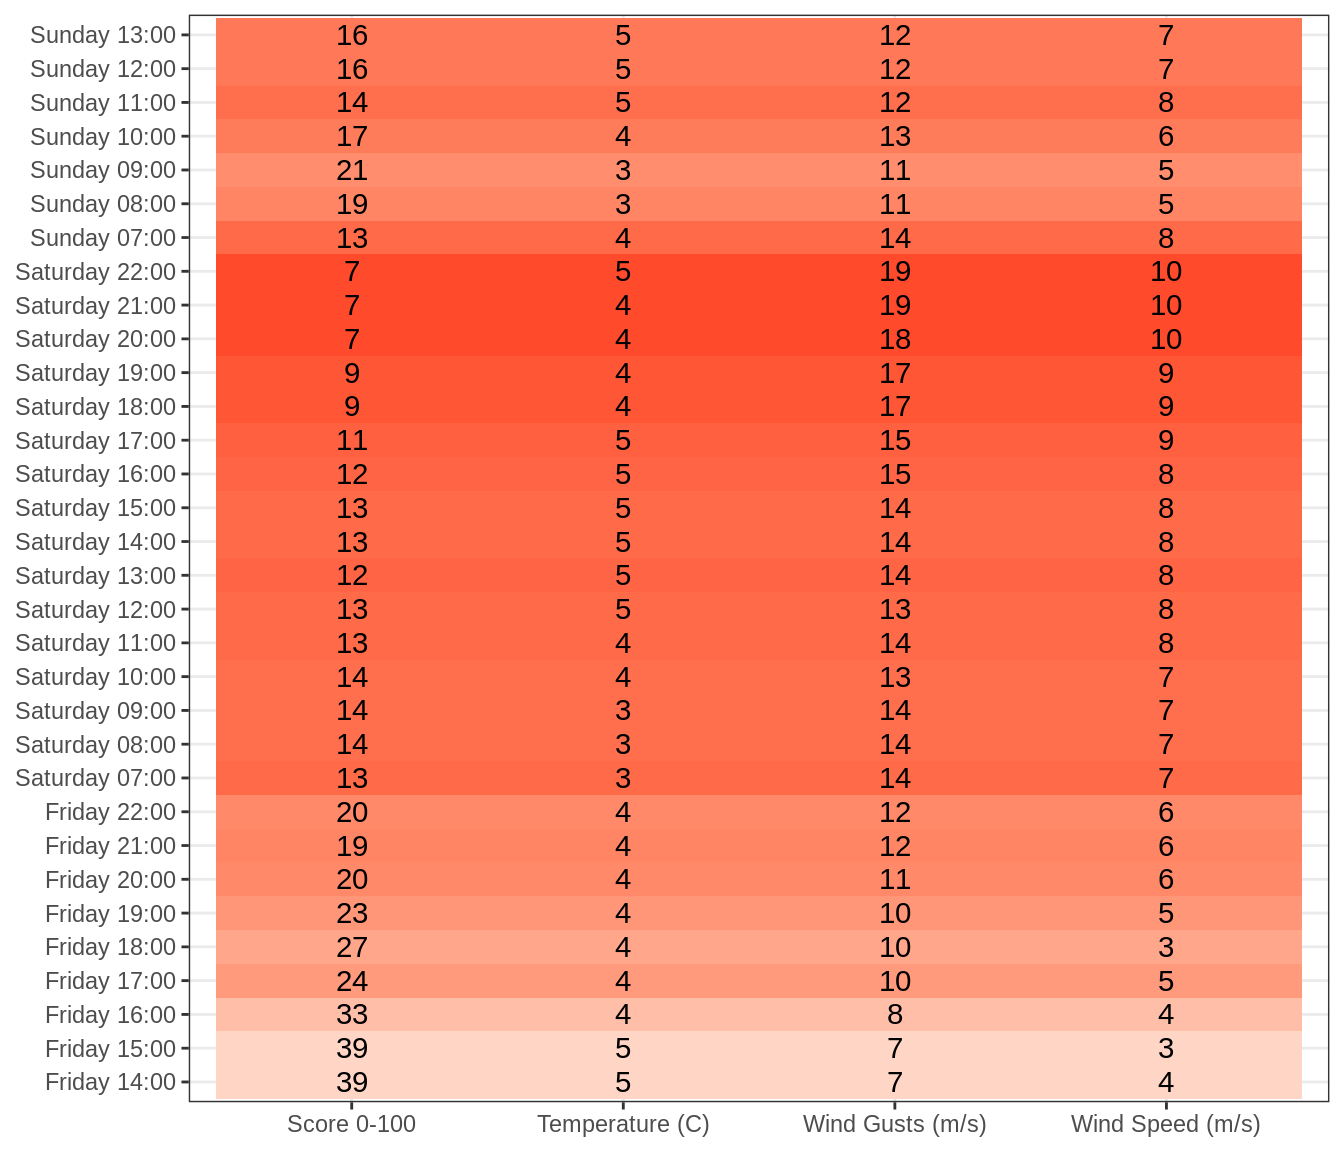 Sunday 13:00 16 5 12 7
Sunday 12:00 16 5 12 7
Sunday 11:00 14 5 12 8
Sunday 10:00 17 4 13 6
Sunday 09:00 21 3 11 5
Sunday 08:00 19 3 11 5
Sunday 07:00 13 4 14 8
Saturday 22:00 7 5 19 10
Saturday 21:00 7 4 19 10
Saturday 20:00 7 4 18 10
Saturday 19:00 9 4 17 9
Saturday 18:00 9 4 17 9
Saturday 17:00 11 5 15 9
Saturday 16:00 12 5 15 8
Saturday 15:00 13 5 14 8
Saturday 14:00 13 5 14 8
Saturday 13:00 12 5 14 8
Saturday 12:00 13 5 13 8
Saturday 11:00 13 4 14 8
Saturday 10:00 14 4 13 7
Saturday 09:00 14 3 14 7
Saturday 08:00 14 3 14 7
Saturday 07:00 13 3 14 7
Friday 22:00 20 4 12 6
Friday 21:00 19 4 12 6
Friday 20:00 20 4 11 6
Friday 19:00 23 4 10 5
Friday 18:00 27 4 10 3
Friday 17:00 24 4 10 5
Friday 16:00 33 4 8 4
Friday 15:00 39 5 7 3
Friday 14:00 39 5 7 4
Score 0-100 Temperature (C) Wind Gusts (m/s) Wind Speed (m/s)